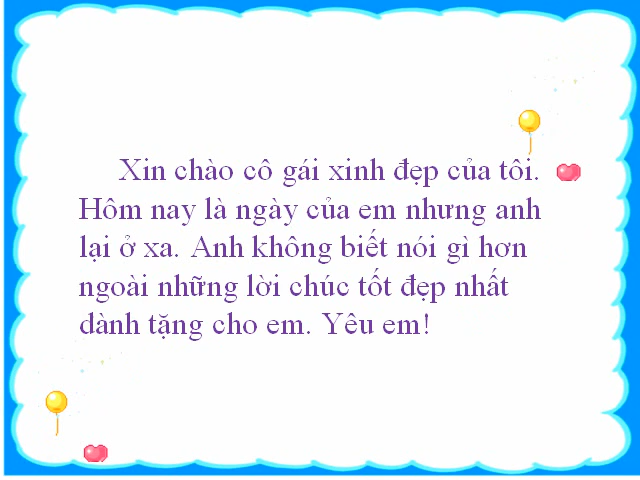 Xin chào cô gái xinh đẹp của tôi.
Hôm nay là ngày của em nhưng anh
lại ở xa. Anh không biết nói gì hơn
ngoài những lời chúc tốt đẹp nhất
dành tặng cho em. Yêu em!